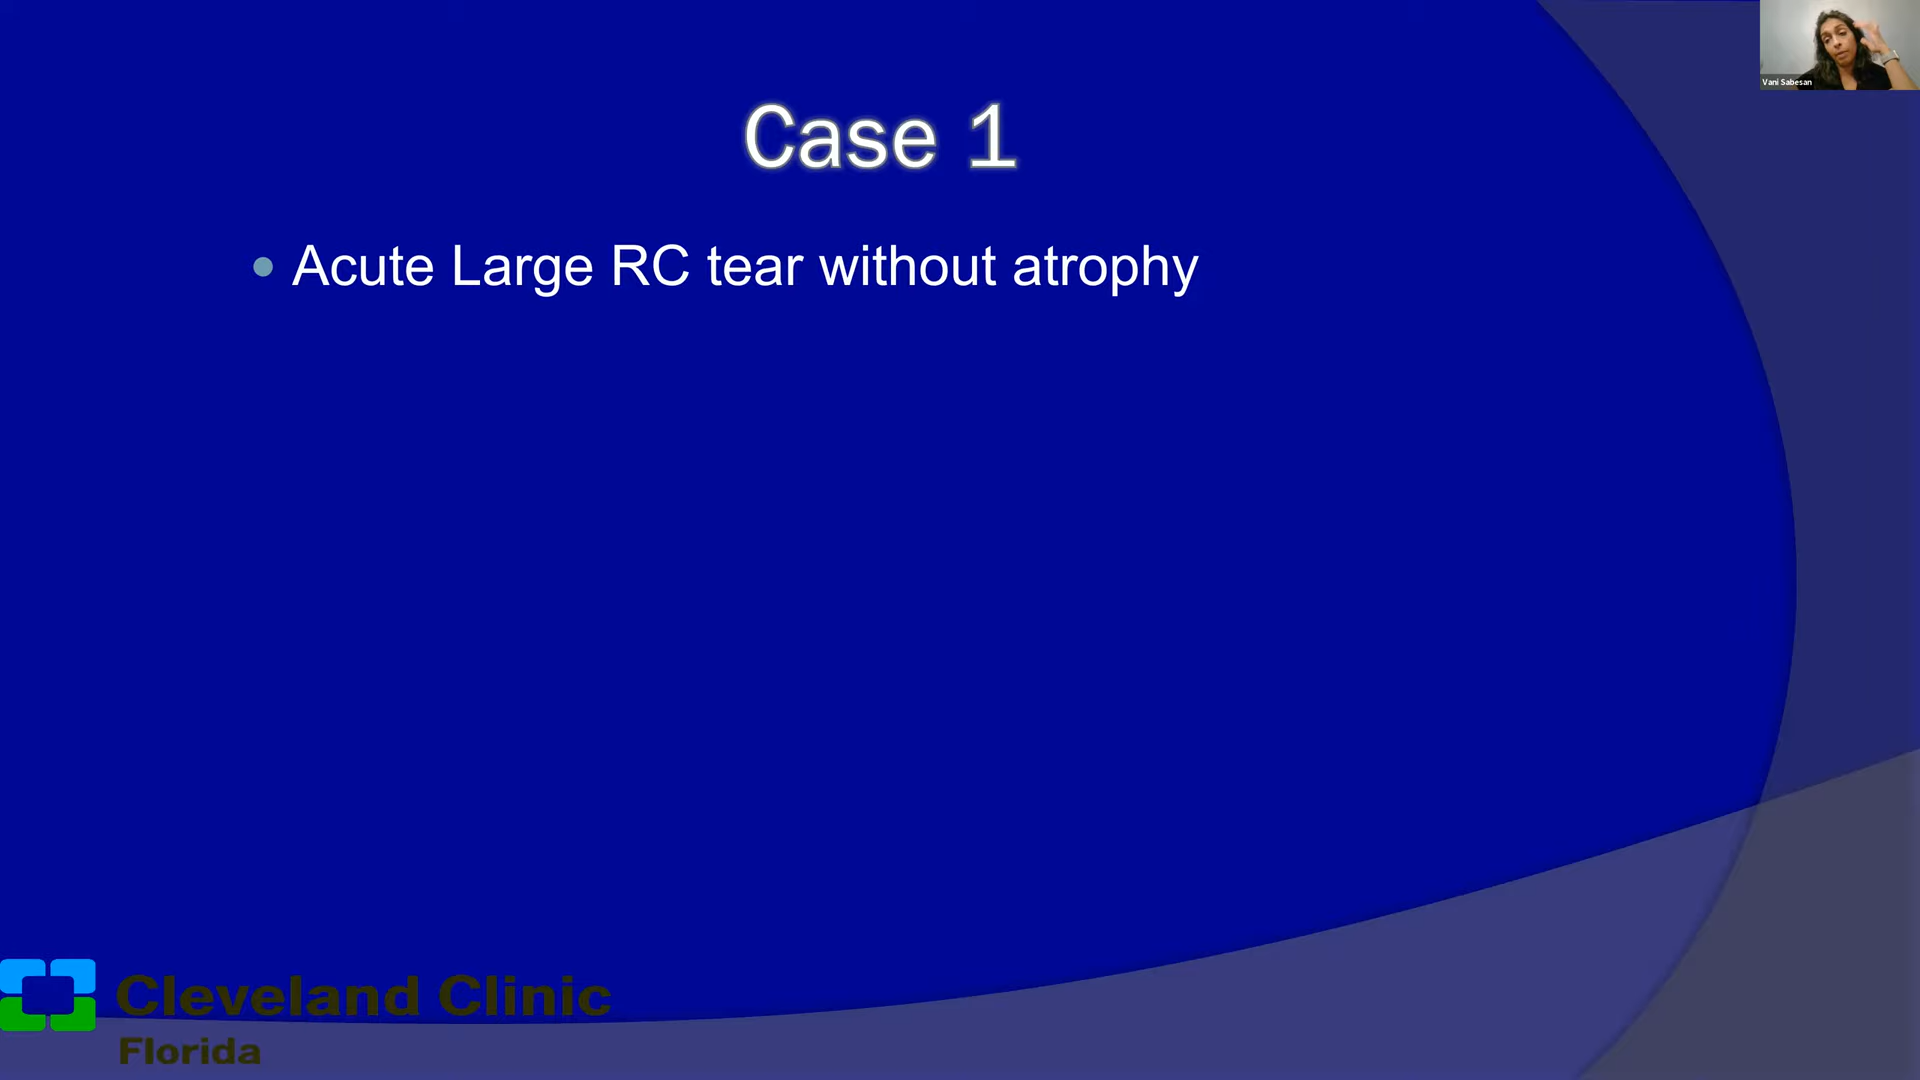 Vani Sabesan
Case 1
Acute Large RC tear without atrophy
Cleveland Clinic
Florida